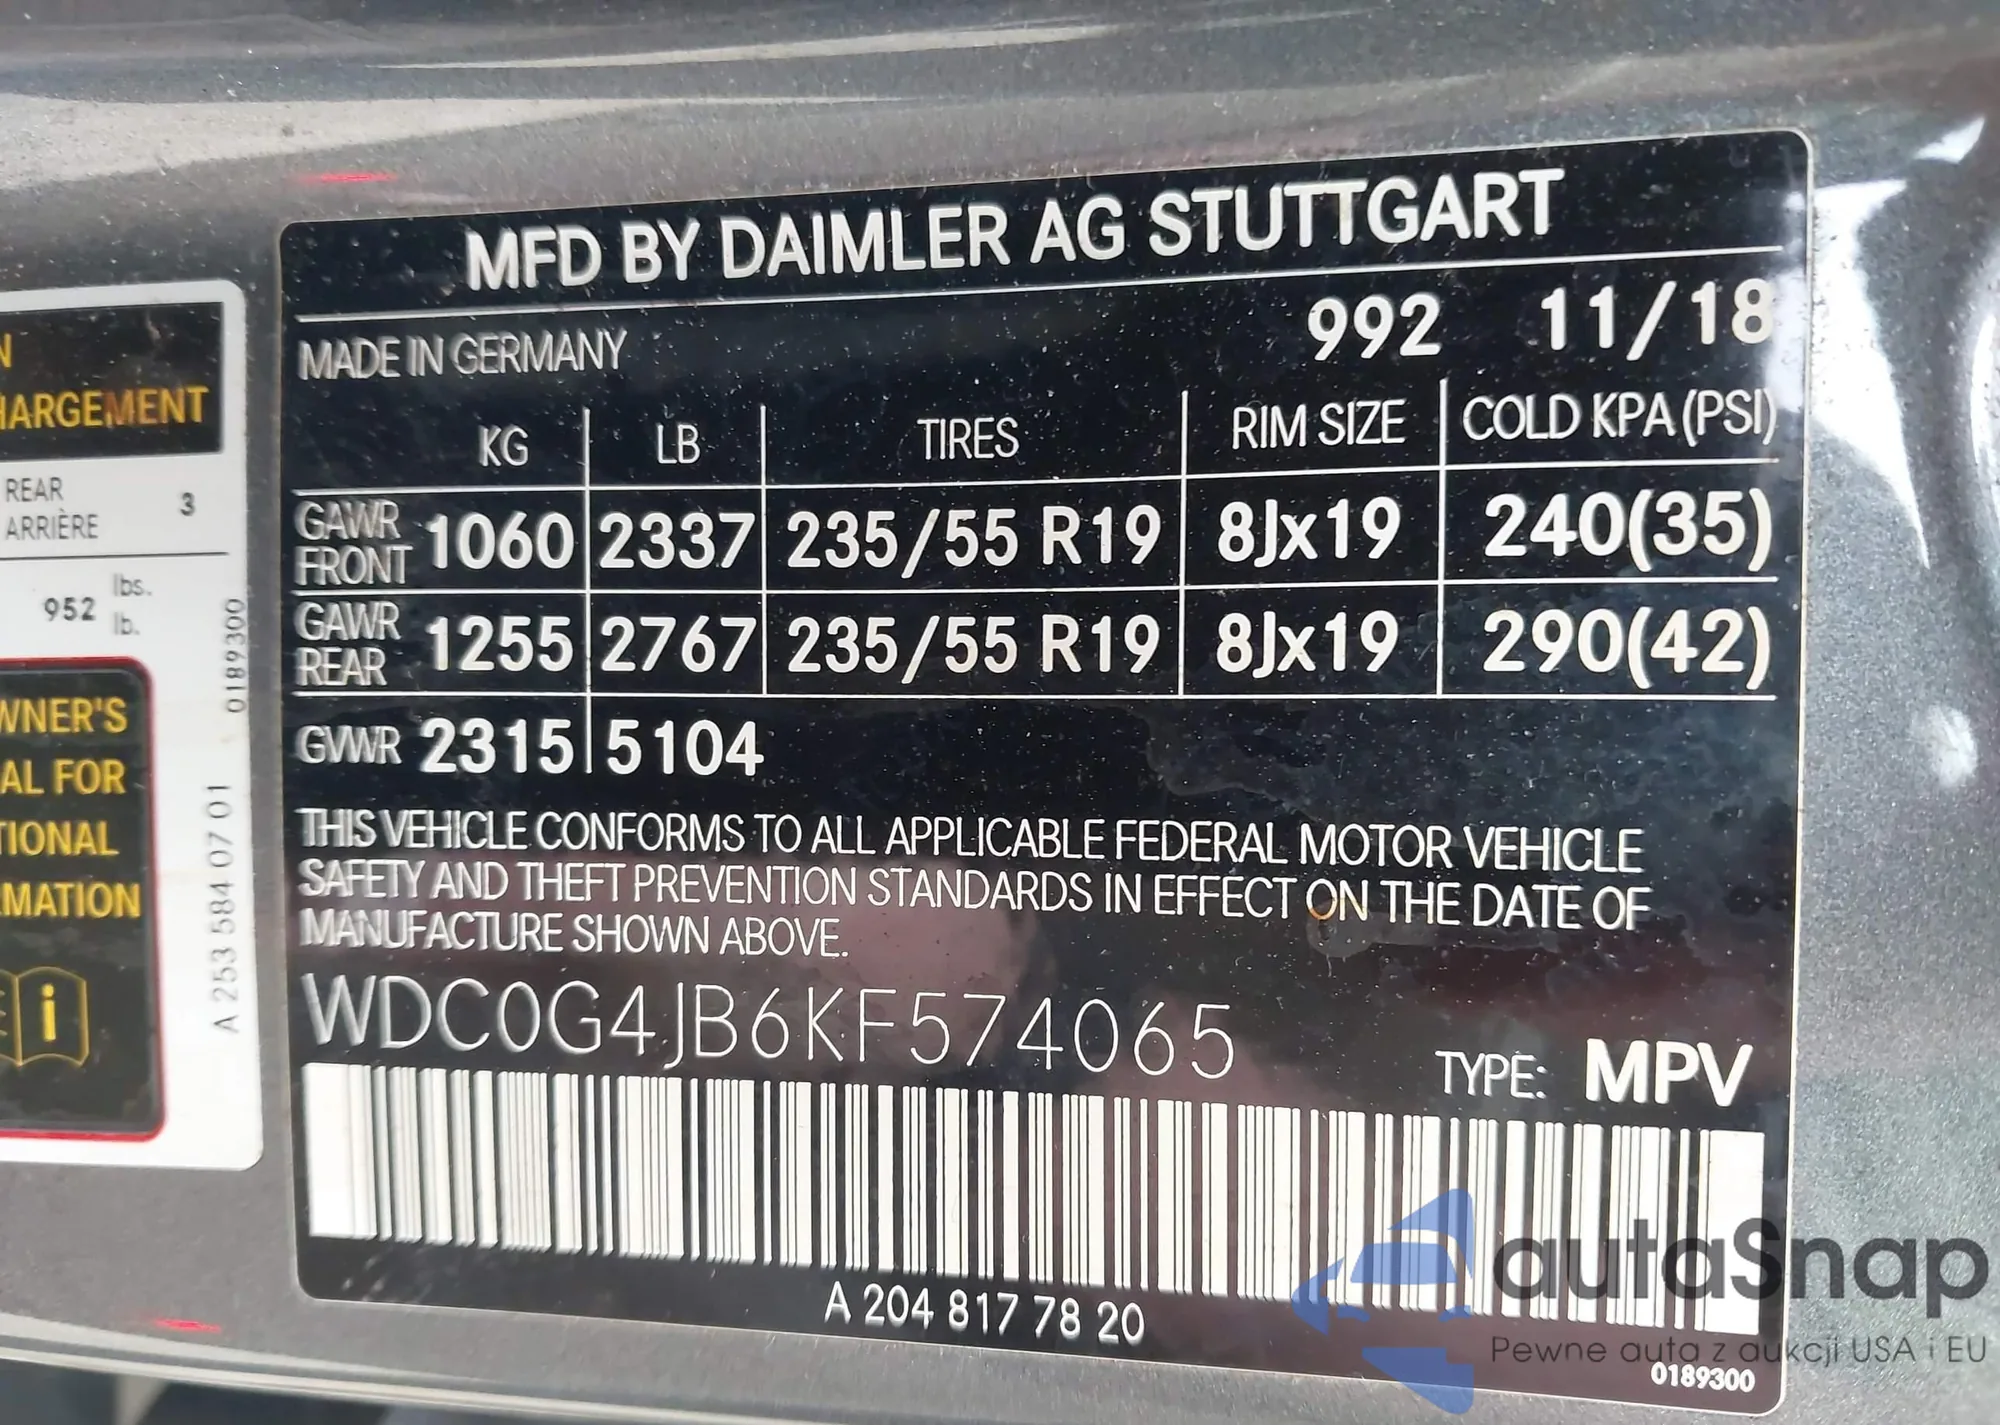 MFD BY DAIMLER AG STUTTGART
MADE IN GERMANY 992 11/18
KG LB TIRES RIM SIZE COLD KPA (PSI)
GAWR FRONT 1060 2337 235/55 R19 8Jx19 240(35)
GAWR REAR 1255 2767 235/55 R19 8Jx19 290(42)
GVWR 2315 5104
THIS VEHICLE CONFORMS TO ALL APPLICABLE FEDERAL MOTOR VEHICLE
SAFETY AND THEFT PREVENTION STANDARDS IN EFFECT ON THE DATE OF
MANUFACTURE SHOWN ABOVE.
WDC0G4JB6KF574065
TYPE: MPV
A 204 817 78 20
0189300
N
HARGEMENT
REAR
ARRIÈRE 3
952 lbs.
lb.
0189300
A 253 584 07 01
WNER'S
AL FOR
TIONAL
MATION
i
autaSnap
Pewne auta z aukcji USA i EU